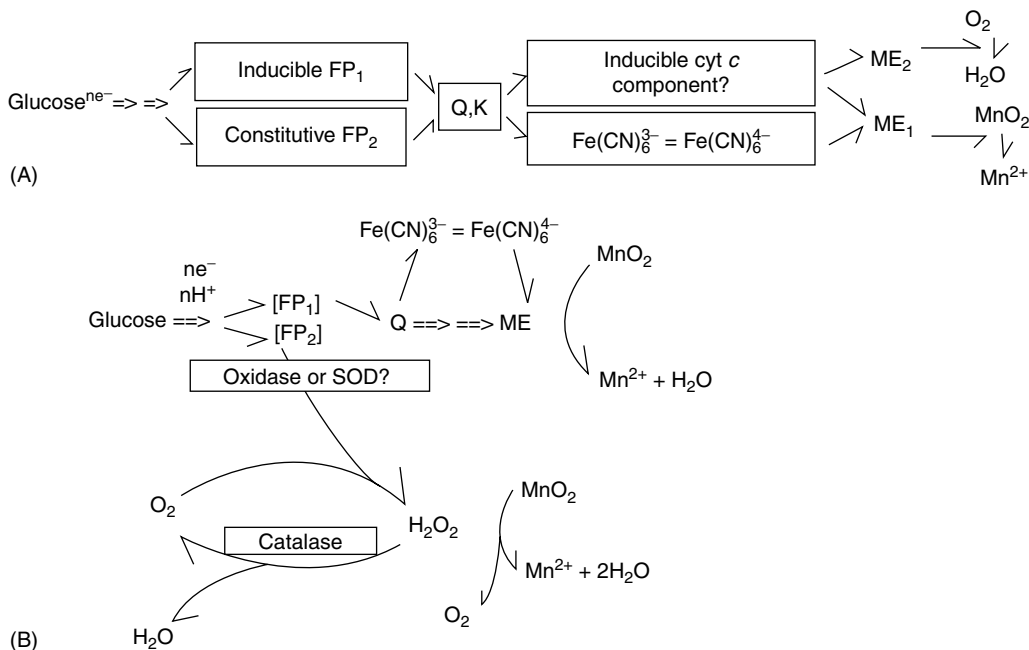 O₂
Inducible FP₁
Inducible cyt c
component?
ME₂
H₂O
Glucoseⁿᵉ⁻ => =>
Q,K
Constitutive FP₂
Fe(CN)₆³⁻ = Fe(CN)₆⁴⁻
ME₁
MnO₂
Mn²⁺
(A)
Fe(CN)₆³⁻ = Fe(CN)₆⁴⁻
MnO₂
ne⁻
nH⁺
Glucose ==>
[FP₁]
[FP₂]
Q ==> ==> ME
Oxidase or SOD?
Mn²⁺ + H₂O
O₂
H₂O₂
MnO₂
Catalase
Mn²⁺ + 2H₂O
O₂
H₂O
(B)